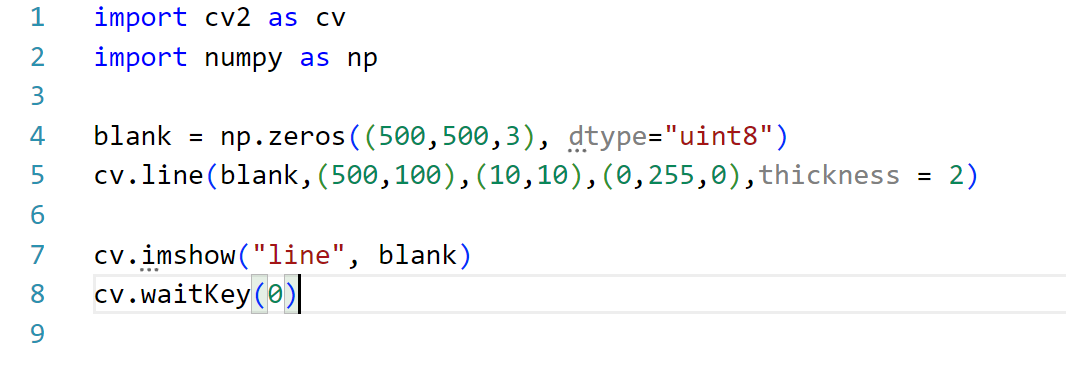 1 import cv2 as cv
2 import numpy as np
3
4 blank = np.zeros((500,500,3), dtype="uint8")
5 cv.line(blank,(500,100),(10,10),(0,255,0),thickness = 2)
6
7 cv.imshow("line", blank)
8 cv.waitKey(0)
9